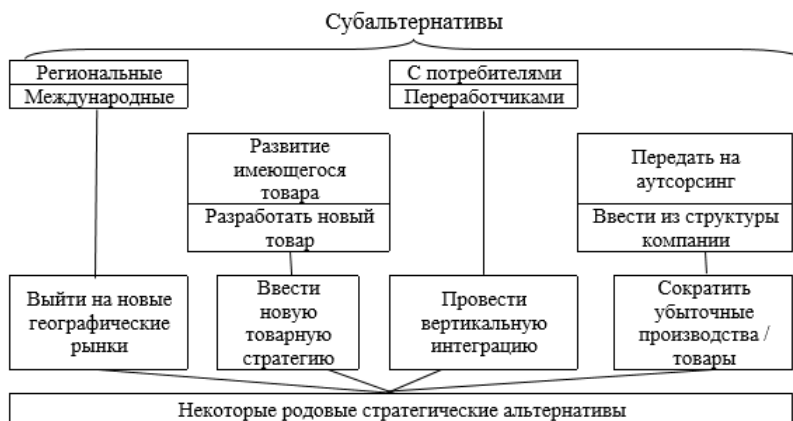 Субальтернативы
Региональные
Международные
С потребителями
Переработчиками
Развитие
имеющегося
товара
Разработать новый
товар
Передать на
аутсорсинг
Ввести из структуры
компании
Выйти на новые
географические
рынки
Ввести
новую
товарную
стратегию
Провести
вертикальную
интеграцию
Сократить
убыточные
производства /
товары
Некоторые родовые стратегические альтернативы